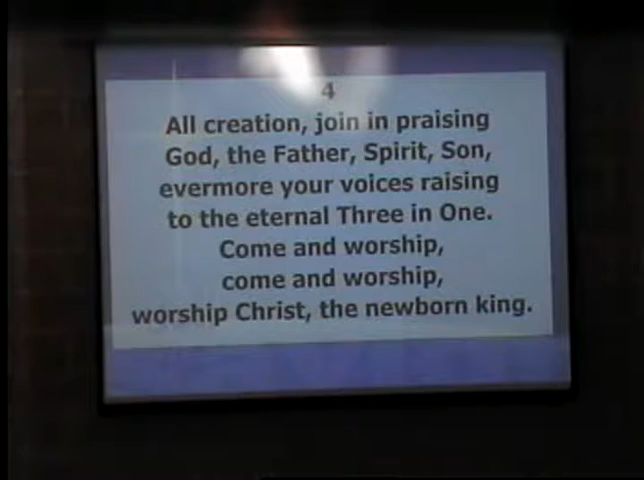 4
All creation, join in praising
God, the Father, Spirit, Son,
evermore your voices raising
to the eternal Three in One.
Come and worship,
come and worship,
worship Christ, the newborn king.